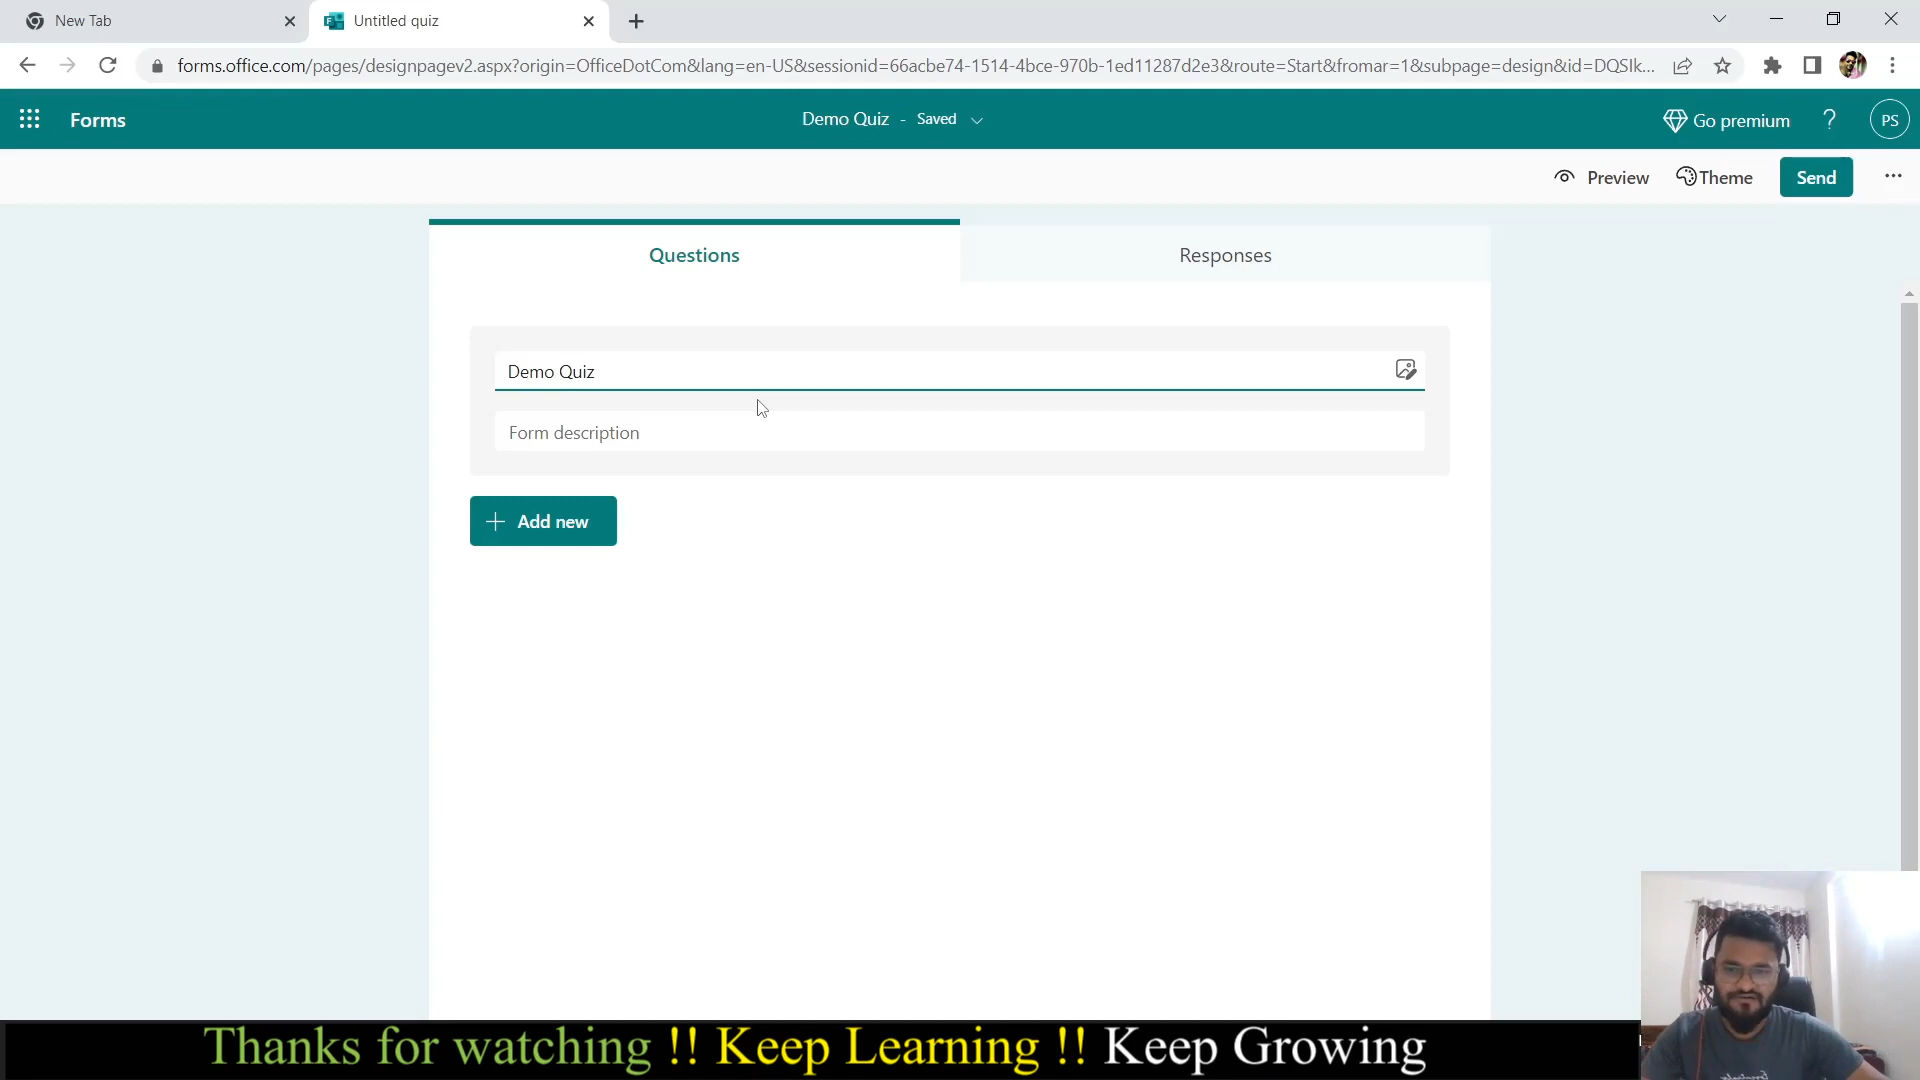 New Tab
Untitled quiz
forms.office.com/pages/designpagev2.aspx?origin=OfficeDotCom&lang=en-US&sessionid=66acbe74-1514-4bce-970b-1ed11287d2e3&route=Start&fromar=1&subpage=design&id=DQSIk...
Forms
Demo Quiz - Saved
Go premium
?
PS
Preview
Theme
Send
Questions
Responses
Demo Quiz
Form description
Add new
Thanks for watching !! Keep Learning !! Keep Growing